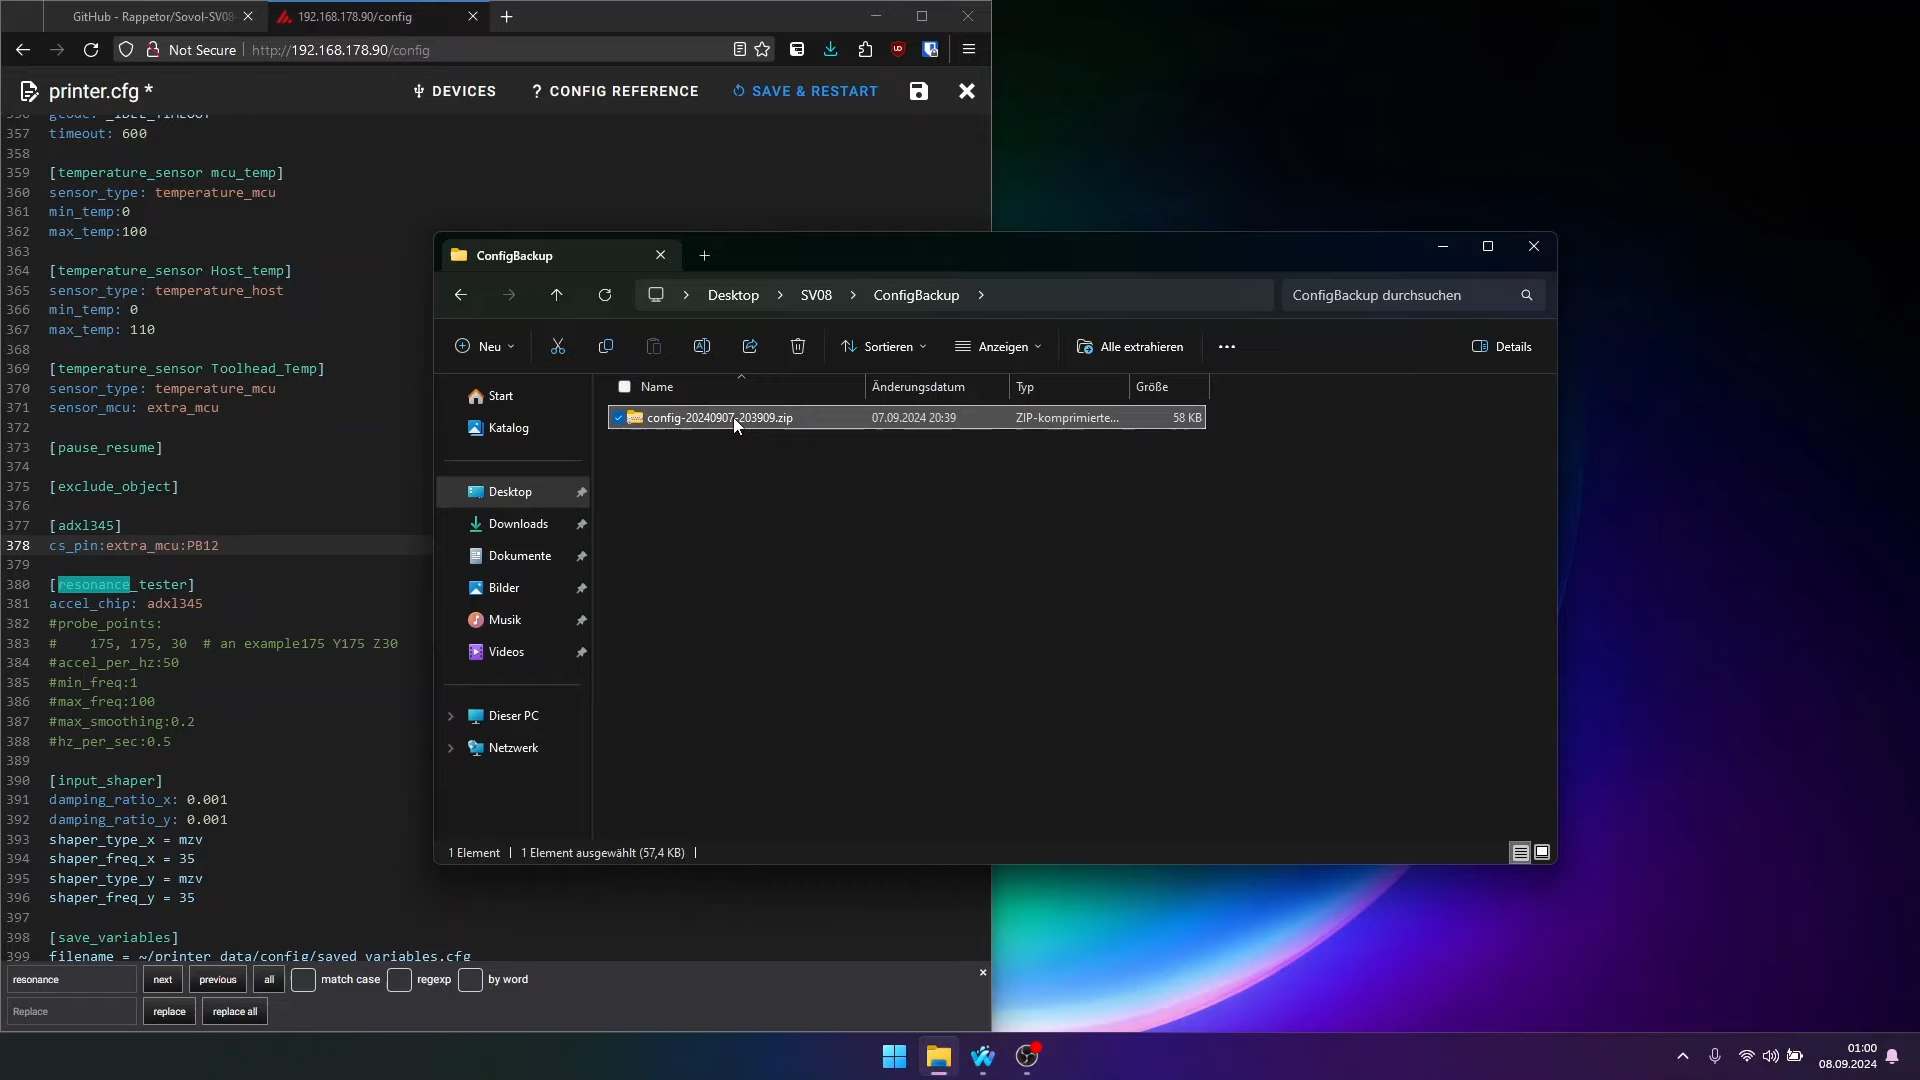 GitHub - Rappetor/Sovol-SV08-
192.168.178.90/config
Not Secure
http://192.168.178.90/config
printer.cfg *
DEVICES
? CONFIG REFERENCE
SAVE & RESTART
356 gcode: _IDLE_TIMEOUT
357 timeout: 600
358
359 [temperature_sensor mcu_temp]
360 sensor_type: temperature_mcu
361 min_temp:0
362 max_temp:100
363
364 [temperature_sensor Host_temp]
365 sensor_type: temperature_host
366 min_temp: 0
367 max_temp: 110
368
369 [temperature_sensor Toolhead_Temp]
370 sensor_type: temperature_mcu
371 sensor_mcu: extra_mcu
372
373 [pause_resume]
374
375 [exclude_object]
376
377 [adxl345]
378 cs_pin:extra_mcu:PB12
379
380 [resonance_tester]
381 accel_chip: adxl345
382 #probe_points:
383 #    175, 175, 30  # an example175 Y175 Z30
384 #accel_per_hz:50
385 #min_freq:1
386 #max_freq:100
387 #max_smoothing:0.2
388 #hz_per_sec:0.5
389
390 [input_shaper]
391 damping_ratio_x: 0.001
392 damping_ratio_y: 0.001
393 shaper_type_x = mzv
394 shaper_freq_x = 35
395 shaper_type_y = mzv
396 shaper_freq_y = 35
397
398 [save_variables]
399 filename = ~/printer_data/config/saved_variables.cfg
resonance
next
previous
all
match case
regexp
by word
Replace
replace
replace all
ConfigBackup
Desktop
SV08
ConfigBackup
ConfigBackup durchsuchen
Neu
Sortieren
Anzeigen
Alle extrahieren
Details
Start
Katalog
Desktop
Downloads
Dokumente
Bilder
Musik
Videos
Dieser PC
Netzwerk
Name
Änderungsdatum
Typ
Größe
config-20240907-203909.zip
07.09.2024 20:39
ZIP-komprimierte...
58 KB
1 Element
1 Element ausgewählt (57,4 KB)
01:00
08.09.2024